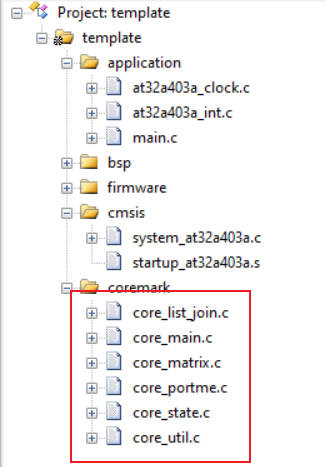 Project: template
template
application
at32a403a_clock.c
at32a403a_int.c
main.c
bsp
firmware
cmsis
system_at32a403a.c
startup_at32a403a.s
coremark
core_list_join.c
core_main.c
core_matrix.c
core_portme.c
core_state.c
core_util.c